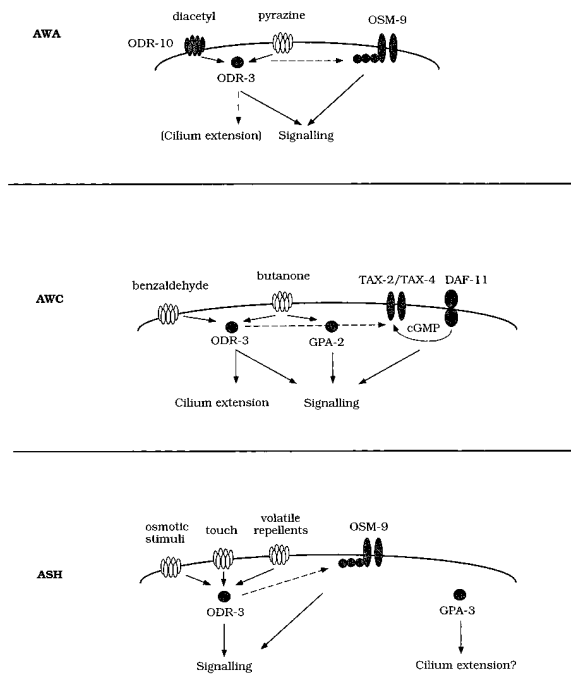 AWA
diacetyl
pyrazine
OSM-9
ODR-10
ODR-3
(Cilium extension)
Signalling
AWC
benzaldehyde
butanone
TAX-2/TAX-4
DAF-11
cGMP
ODR-3
GPA-2
Cilium extension
Signalling
ASH
osmotic
stimuli
touch
volatile
repellents
OSM-9
ODR-3
GPA-3
Signalling
Cilium extension?